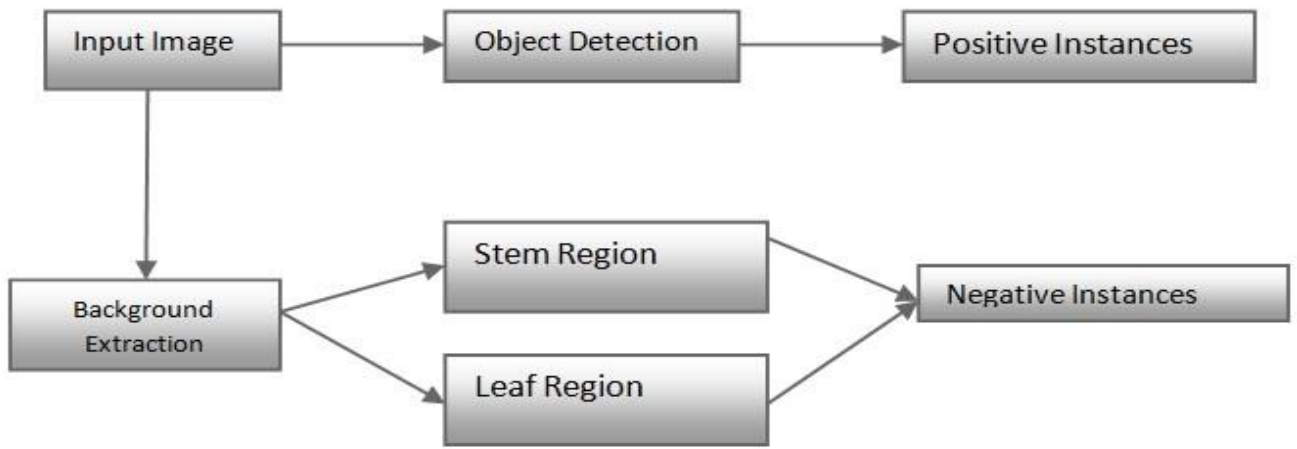 Input Image
Object Detection
Positive Instances
Stem Region
Background
Extraction
Negative Instances
Leaf Region